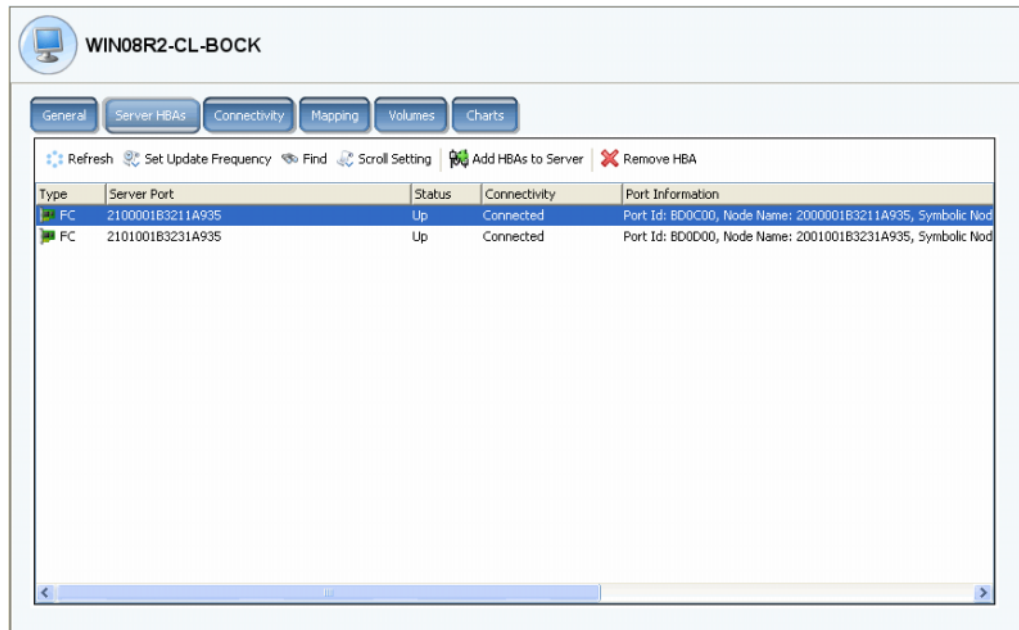 WIN08R2-CL-BOCK
General Server HBAs Connectivity Mapping Volumes Charts
Refresh Set Update Frequency Find Scroll Setting Add HBAs to Server Remove HBA
Type Server Port Status Connectivity Port Information
FC 2100001B3211A935 Up Connected Port Id: BD0C00, Node Name: 2000001B3211A935, Symbolic Nod
FC 2101001B3231A935 Up Connected Port Id: BD0D00, Node Name: 2001001B3231A935, Symbolic Nod